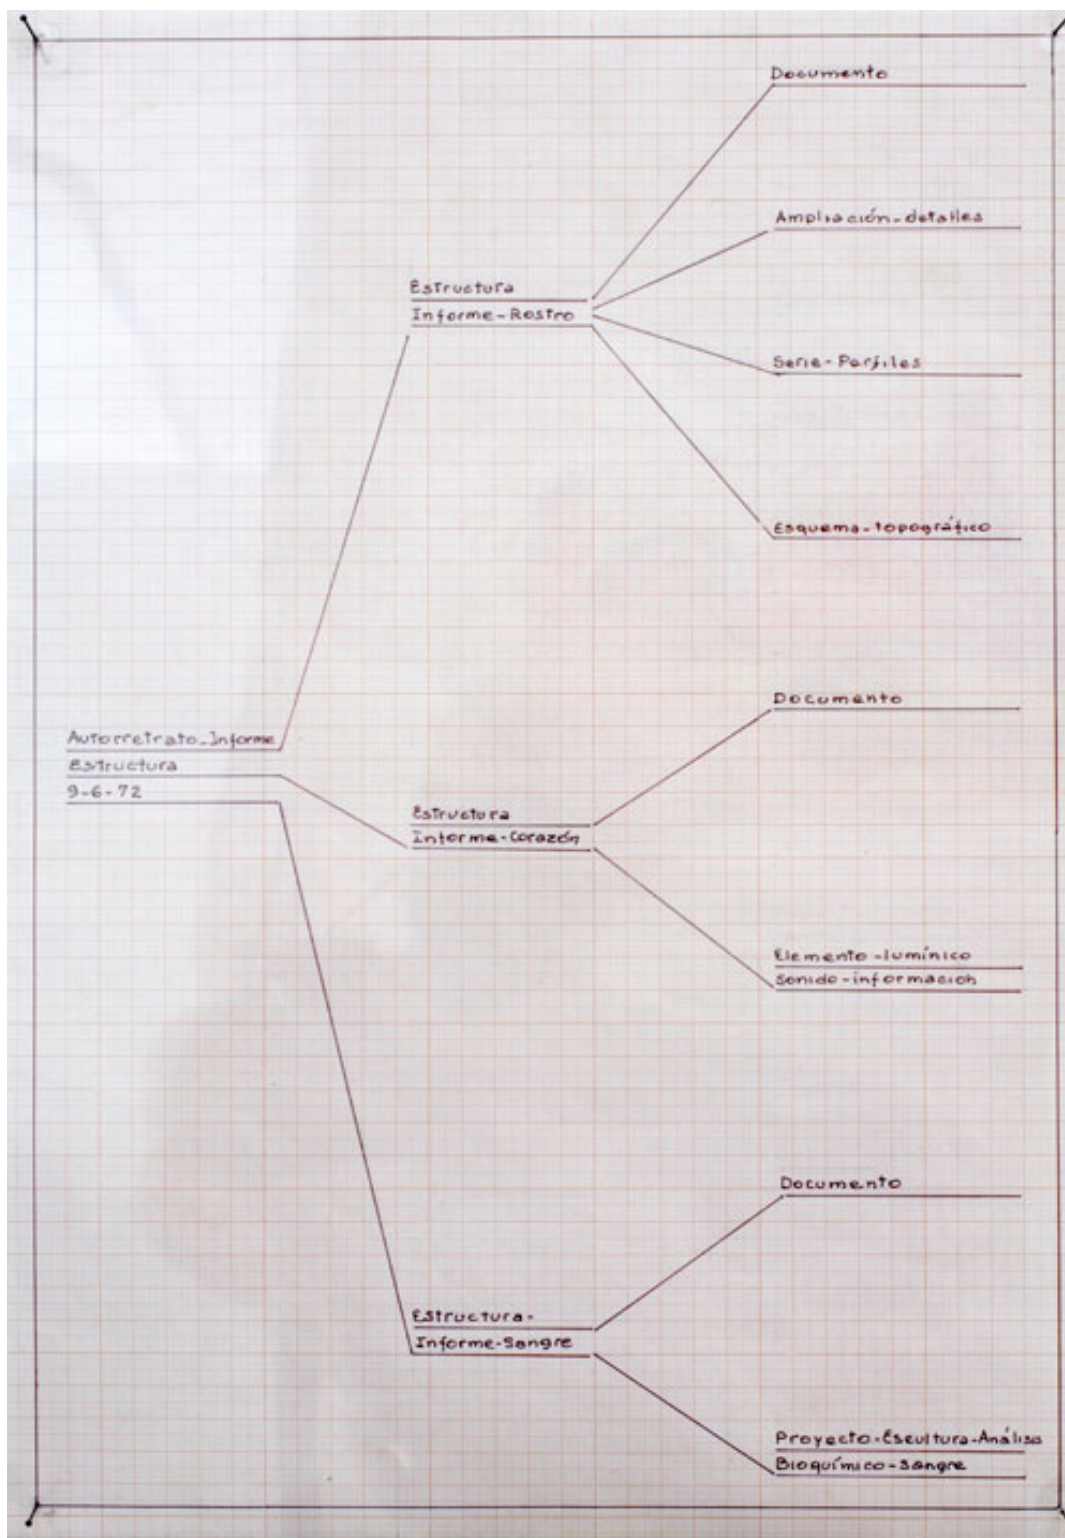 Documento
Ampliación-detalles
Estructura
Informe-Rostro
Serie-Perfiles
Esquema-topográfico
Autorretrato-Informe
Estructura
9-6-72
Documento
Estructura
Informe-Corazón
Elemento-lumínico
Sonido-información
Documento
Estructura-
Informe-Sangre
Proyecto-Escultura-Análisis
Bioquímico-Sangre